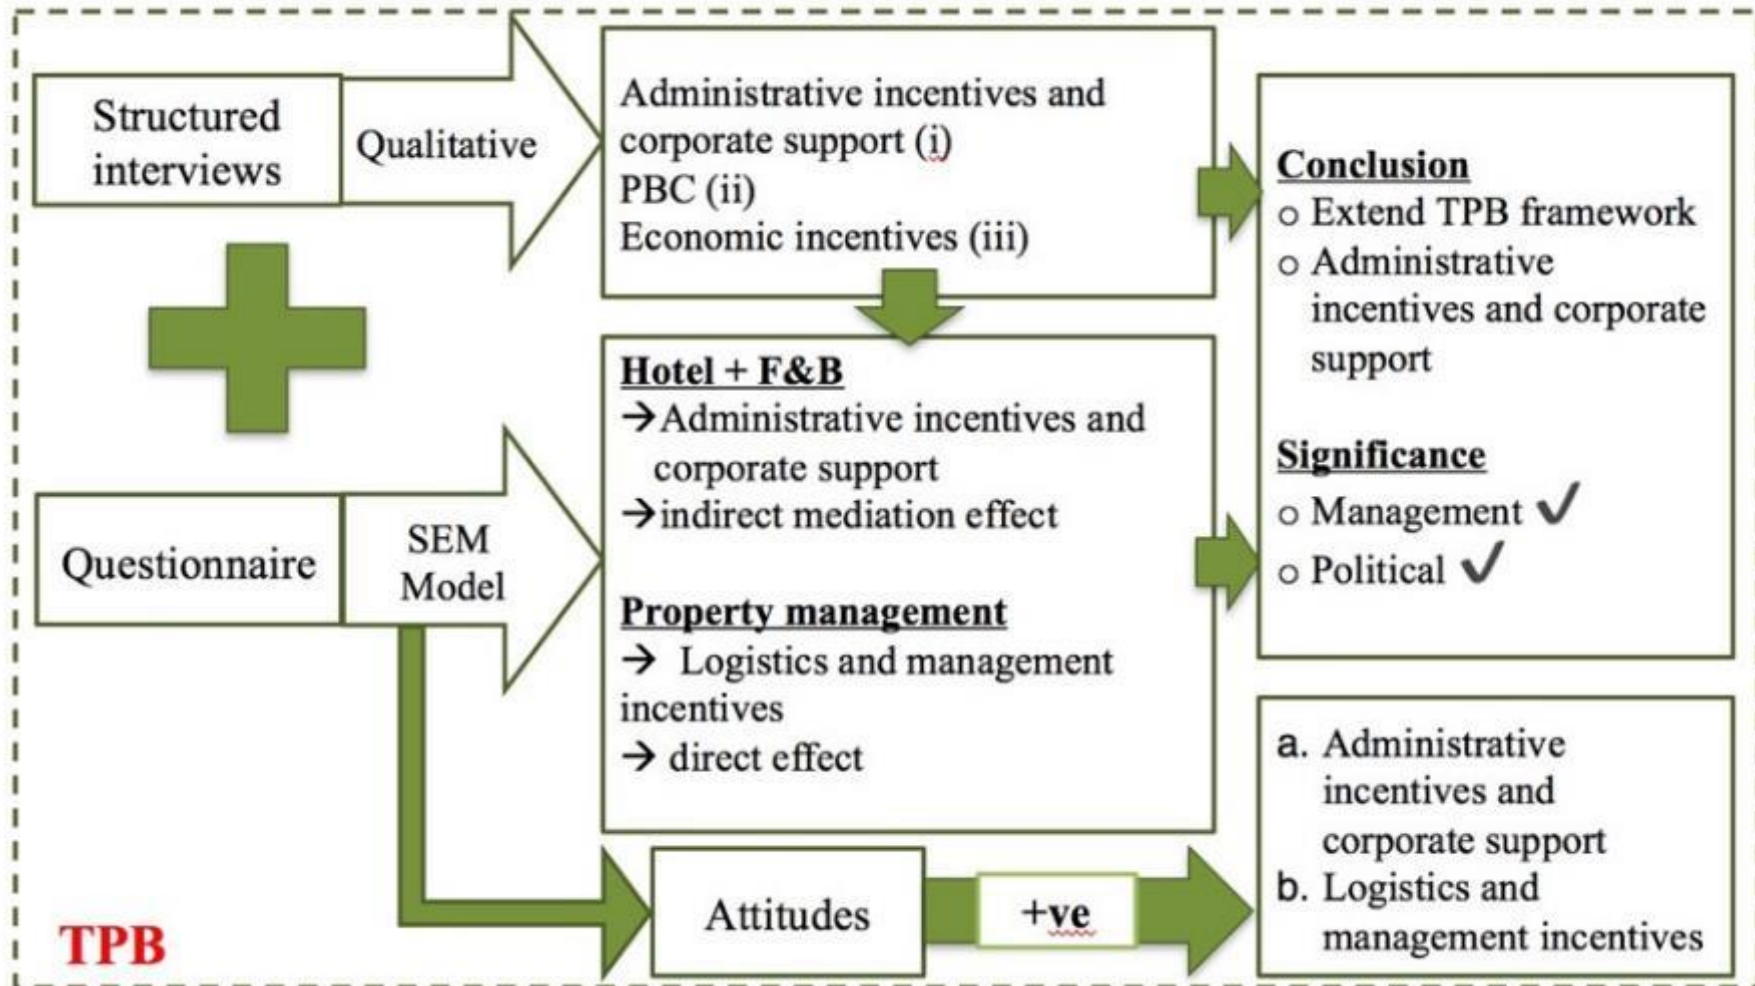 Structured
interviews
Qualitative
Administrative incentives and
corporate support (i)
PBC (ii)
Economic incentives (iii)
Conclusion
o Extend TPB framework
o Administrative
incentives and corporate
support
Significance
o Management ✔
o Political ✔
Questionnaire
SEM
Model
Hotel + F&B
→Administrative incentives and
corporate support
→indirect mediation effect
Property management
→ Logistics and management
incentives
→ direct effect
Attitudes
+ve
a. Administrative
incentives and
corporate support
b. Logistics and
management incentives
TPB